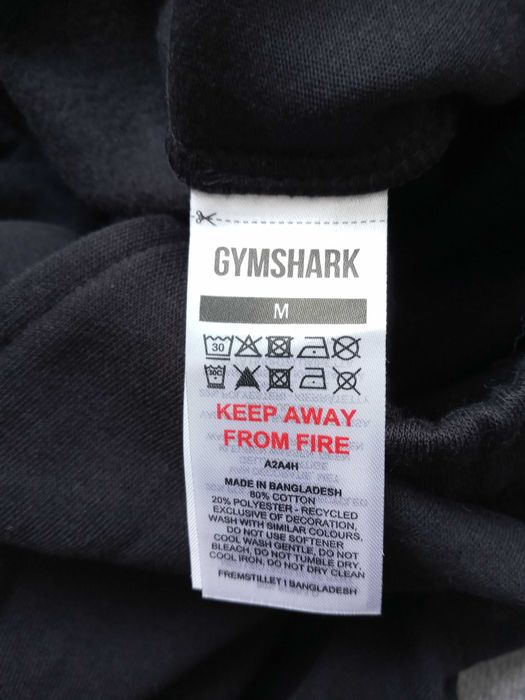 GYMSHARK
M
30
30C
KEEP AWAY
FROM FIRE
A2A4H
MADE IN BANGLADESH
80% COTTON
20% POLYESTER - RECYCLED
EXCLUSIVE OF DECORATION,
WASH WITH SIMILAR COLOURS,
DO NOT USE SOFTENER
COOL WASH GENTLE, DO NOT
BLEACH, DO NOT TUMBLE DRY,
COOL IRON, DO NOT DRY CLEAN
FREMSTILLET I BANGLADESH